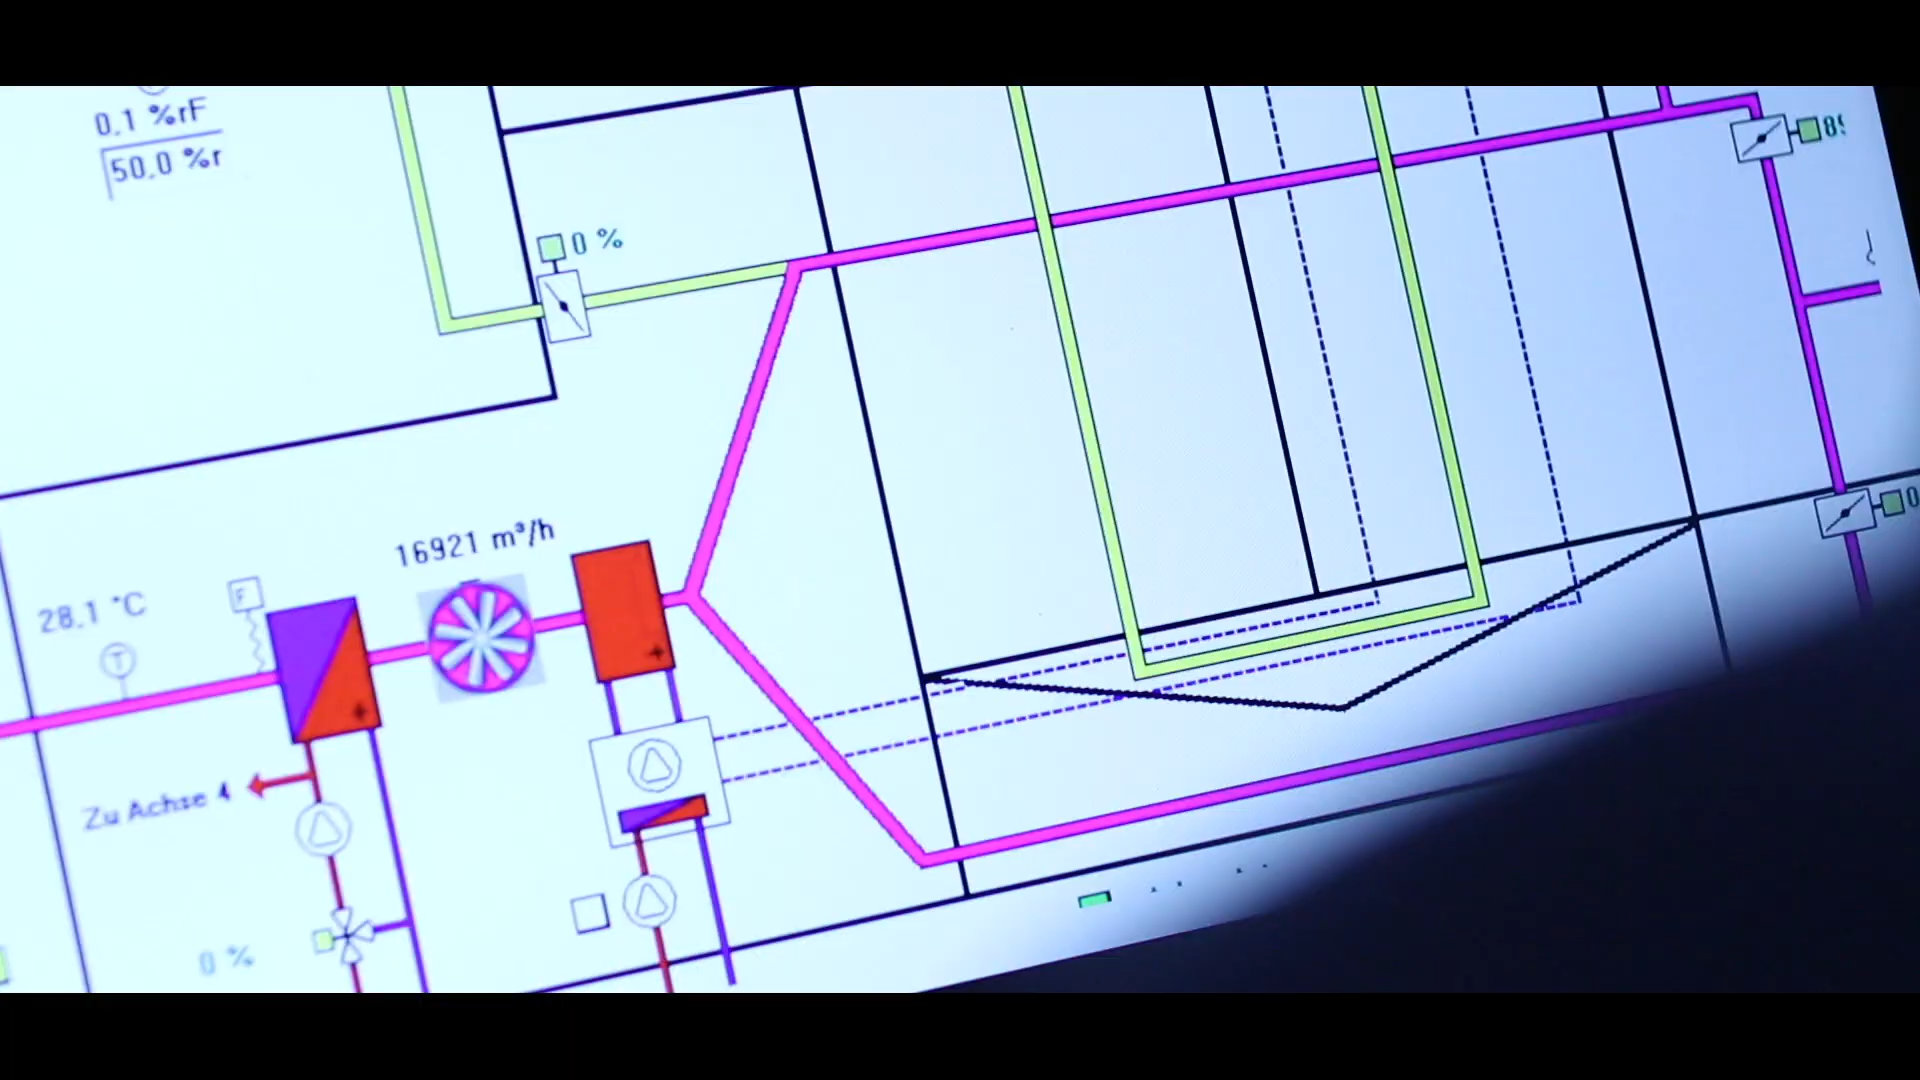 0.1 %rF
50.0 %r
0 %
16921 m³/h
28.1 °C
F
T
Zu Achse 4
0 %